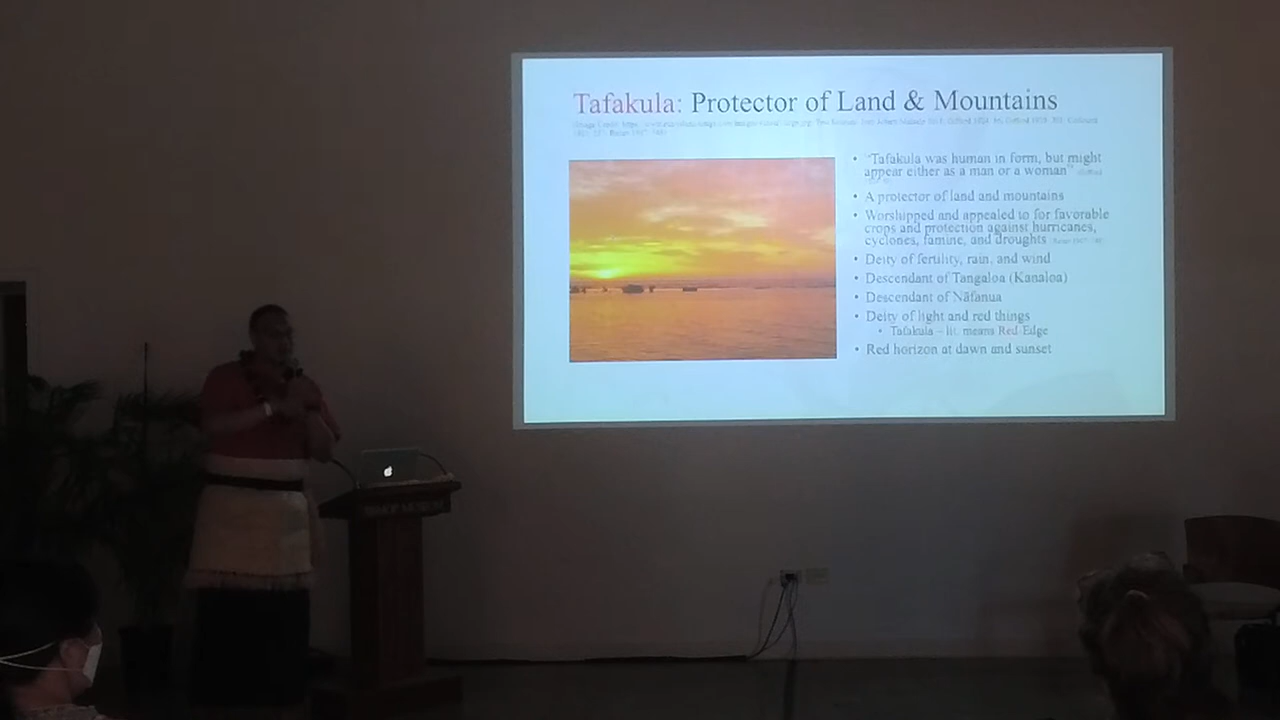 Tafakula: Protector of Land & Mountains
• "Tafakula was human in form, but might
appear either as a man or a woman"
• A protector of land and mountains
• Worshipped and appealed to for favorable
crops and protection against hurricanes,
cyclones, famine, and droughts
• Deity of fertility, rain, and wind
• Descendant of Tangaloa (Kanaloa)
• Descendant of Nāfanua
• Deity of light and red things
• Tafakula – lit. means Red Edge
• Red horizon at dawn and sunset